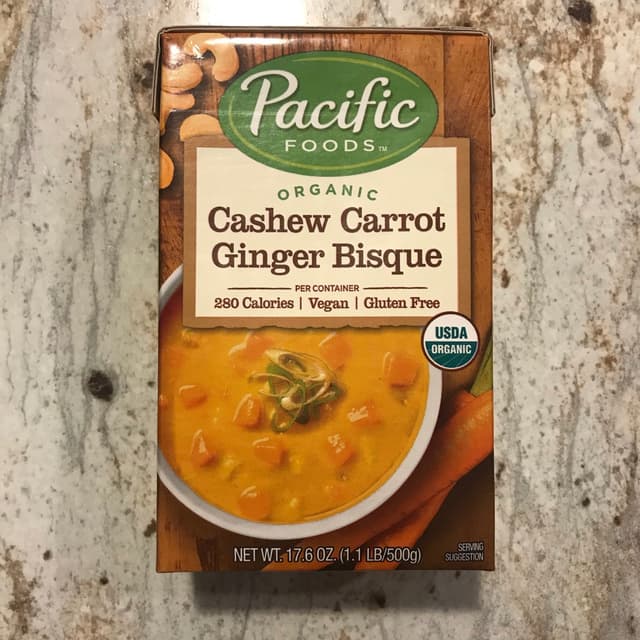 Pacific
FOODS™
ORGANIC
Cashew Carrot
Ginger Bisque
PER CONTAINER
280 Calories | Vegan | Gluten Free
USDA
ORGANIC
NET WT. 17.6 OZ. (1.1 LB/500g)
SERVING
SUGGESTION